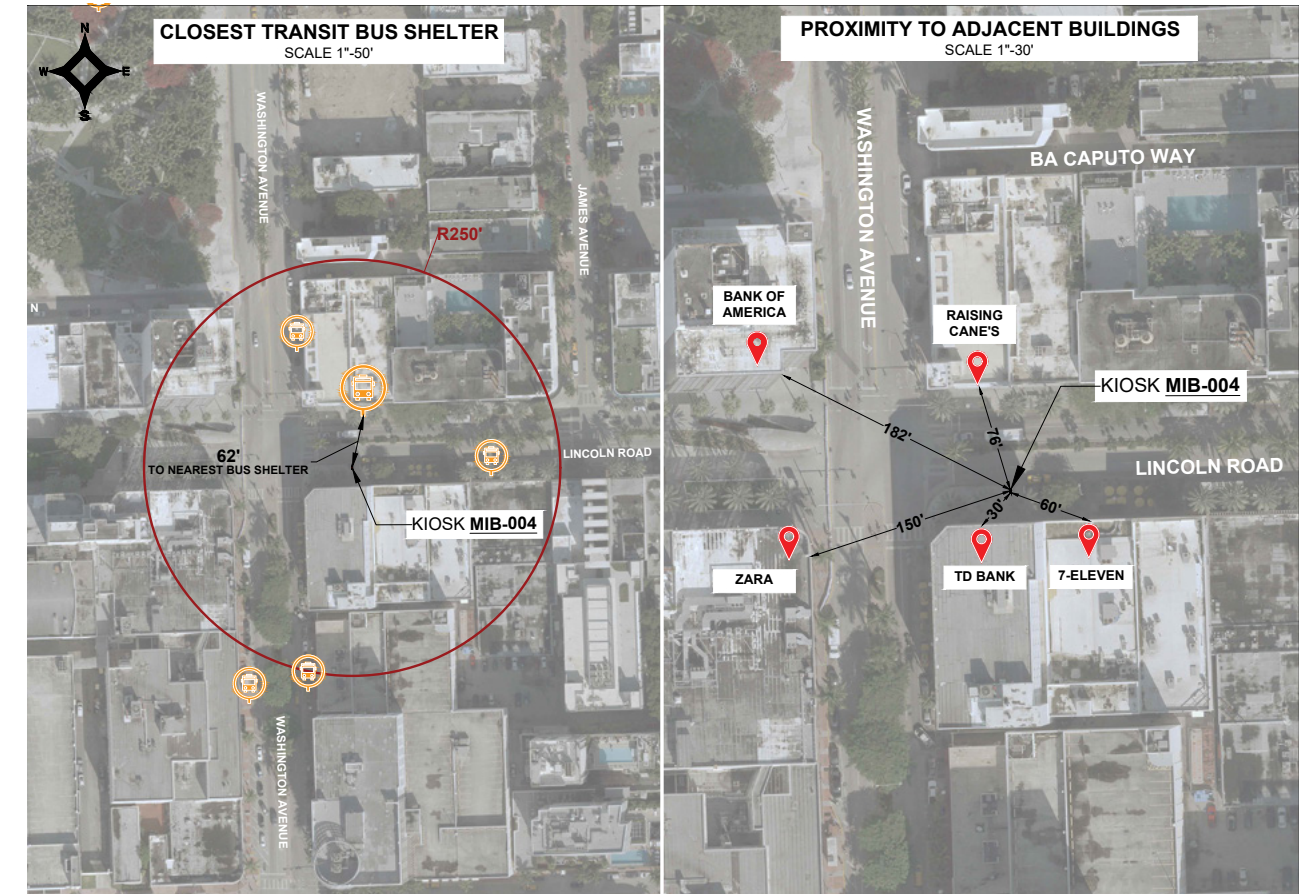 CLOSEST TRANSIT BUS SHELTER
SCALE 1"-50'
N
W
E
S
WASHINGTON AVENUE
JAMES AVENUE
R250'
N
62'
TO NEAREST BUS SHELTER
LINCOLN ROAD
KIOSK MIB-004
WASHINGTON AVENUE
PROXIMITY TO ADJACENT BUILDINGS
SCALE 1"-30'
WASHINGTON AVENUE
BA CAPUTO WAY
BANK OF
AMERICA
RAISING
CANE'S
KIOSK MIB-004
182'
76'
LINCOLN ROAD
150'
30'
60'
ZARA
TD BANK
7-ELEVEN